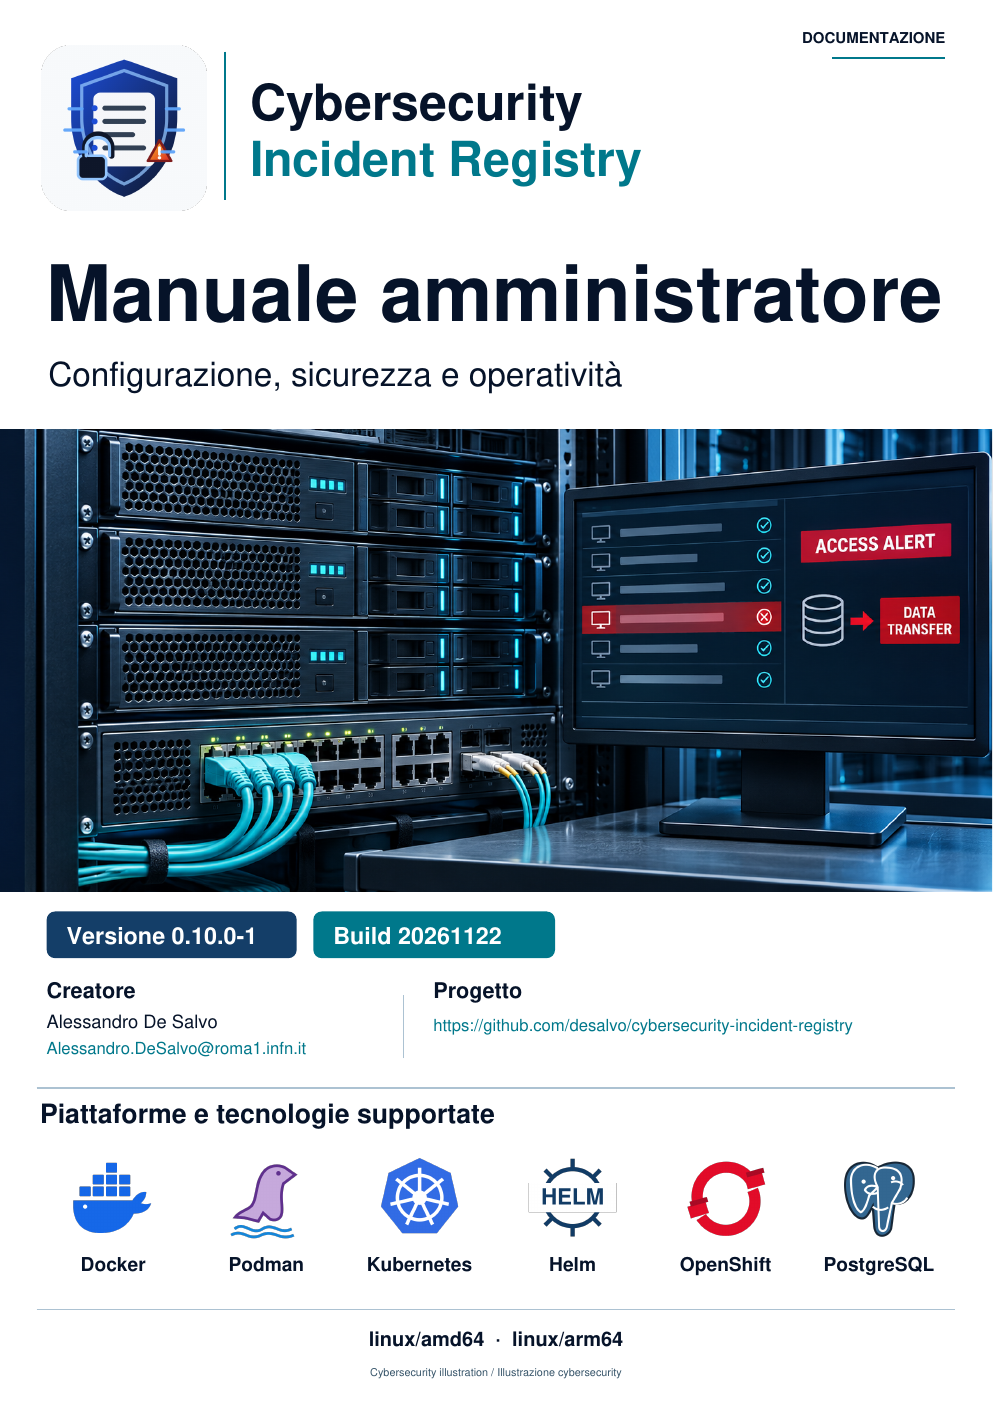 DOCUMENTAZIONE
Cybersecurity
Incident Registry
Manuale amministratore
Configurazione, sicurezza e operatività
ACCESS ALERT
DATA
TRANSFER
Versione 0.10.0-1
Build 20261122
Creatore
Alessandro De Salvo
Alessandro.DeSalvo@roma1.infn.it
Progetto
https://github.com/desalvo/cybersecurity-incident-registry
Piattaforme e tecnologie supportate
HELM
Docker
Podman
Kubernetes
Helm
OpenShift
PostgreSQL
linux/amd64 · linux/arm64
Cybersecurity illustration / Illustrazione cybersecurity